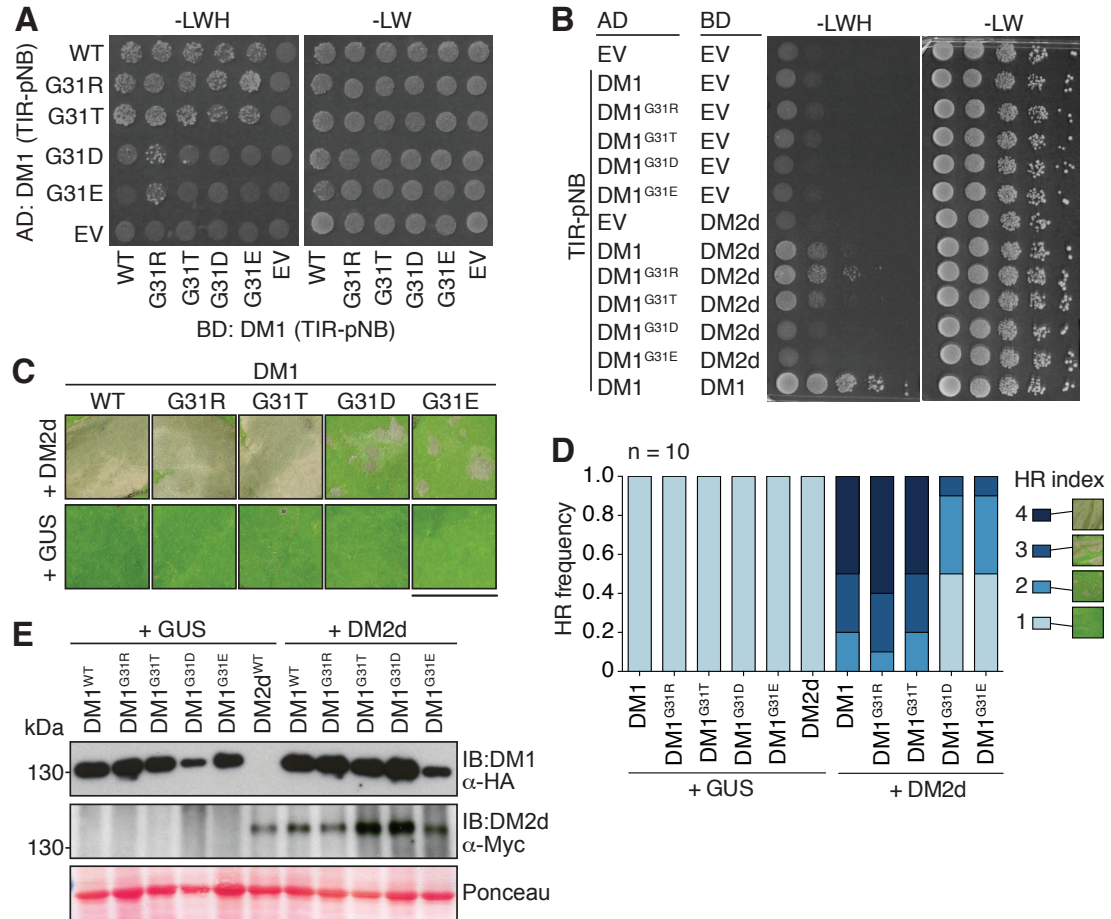 A
-LWH
-LW
AD: DM1 (TIR-pNB)
WT
G31R
G31T
G31D
G31E
EV
WT
G31R
G31T
G31D
G31E
EV
WT
G31R
G31T
G31D
G31E
EV
BD: DM1 (TIR-pNB)
B
AD BD -LWH -LW
TIR-pNB
EV EV
DM1 EV
DM1G31R EV
DM1G31T EV
DM1G31D EV
DM1G31E EV
EV DM2d
DM1 DM2d
DM1G31R DM2d
DM1G31T DM2d
DM1G31D DM2d
DM1G31E DM2d
DM1 DM1
C
DM1
WT G31R G31T G31D G31E
+ DM2d
+ GUS
D
n = 10
HR frequency
1.0
0.8
0.6
0.4
0.2
0
HR index
4
3
2
1
DM1
DM1G31R
DM1G31T
DM1G31D
DM1G31E
DM2d
DM1
DM1G31R
DM1G31T
DM1G31D
DM1G31E
+ GUS
+ DM2d
E
+ GUS + DM2d
DM1WT
DM1G31R
DM1G31T
DM1G31D
DM1G31E
DM2dWT
DM1WT
DM1G31R
DM1G31T
DM1G31D
DM1G31E
kDa
130
IB:DM1
α-HA
130
IB:DM2d
α-Myc
Ponceau